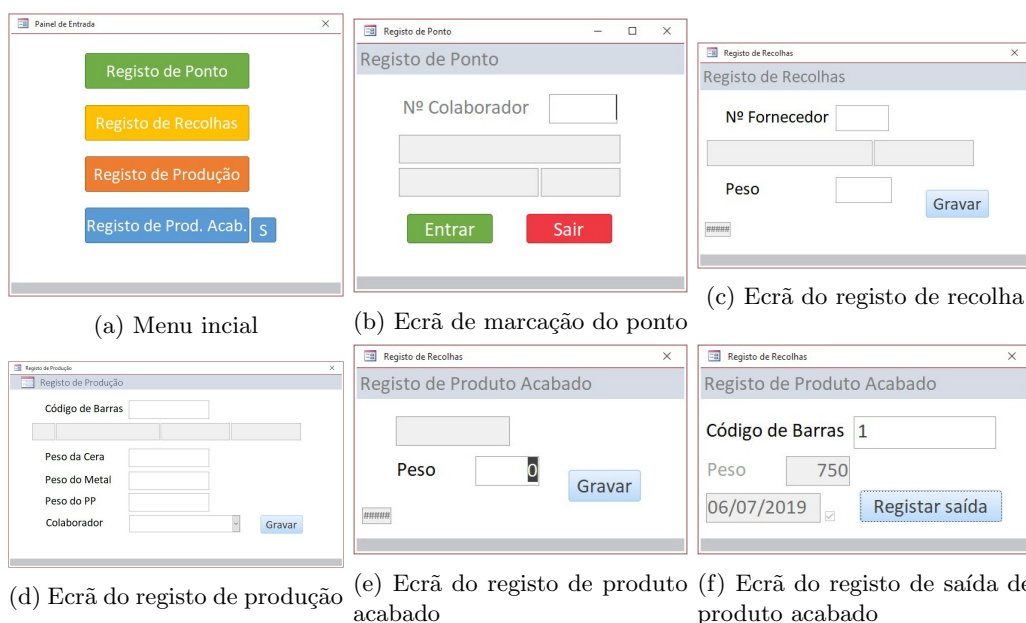 Painel de Entrada
Registo de Ponto
Registo de Recolhas
Registo de Produção
Registo de Prod. Acab.
S
(a) Menu incial
Registo de Ponto
Registo de Ponto
Nº Colaborador
Entrar
Sair
(b) Ecrã de marcação do ponto
Registo de Recolhas
Registo de Recolhas
Nº Fornecedor
Peso
Gravar
#####
(c) Ecrã do registo de recolha
Registo de Produção
Registo de Produção
Código de Barras
Peso da Cera
Peso do Metal
Peso do PP
Colaborador
Gravar
(d) Ecrã do registo de produção
Registo de Recolhas
Registo de Produto Acabado
Peso
0
Gravar
#####
(e) Ecrã do registo de produto
acabado
Registo de Recolhas
Registo de Produto Acabado
Código de Barras 1
Peso 750
06/07/2019
Registar saída
(f) Ecrã do registo de saída de
produto acabado